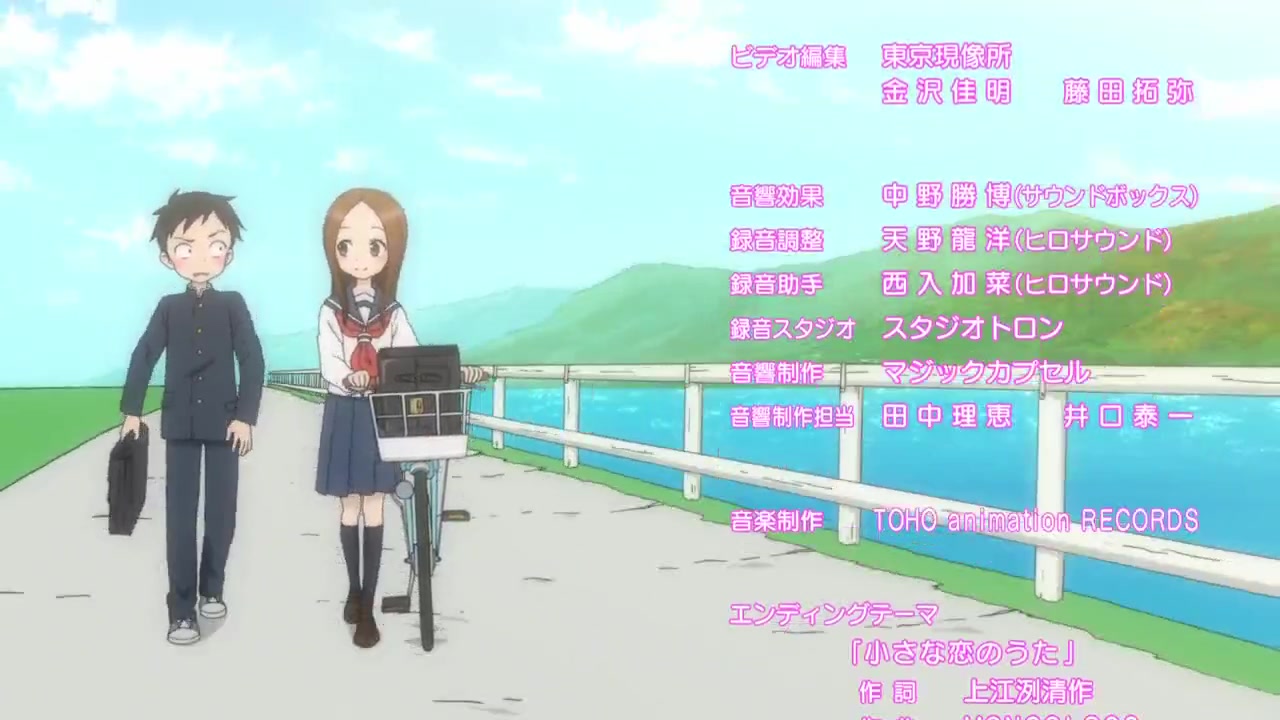 ビデオ編集 東京現像所
金沢佳明 藤田拓弥
音響効果 中野勝博(サウンドボックス)
録音調整 天野龍洋(ヒロサウンド)
録音助手 西入加菜(ヒロサウンド)
録音スタジオ スタジオトロン
音響制作 マジックカプセル
音響制作担当 田中理恵 井口泰一
音楽制作 TOHO animation RECORDS
エンディングテーマ
「小さな恋のうた」
作詞 上江洌清作